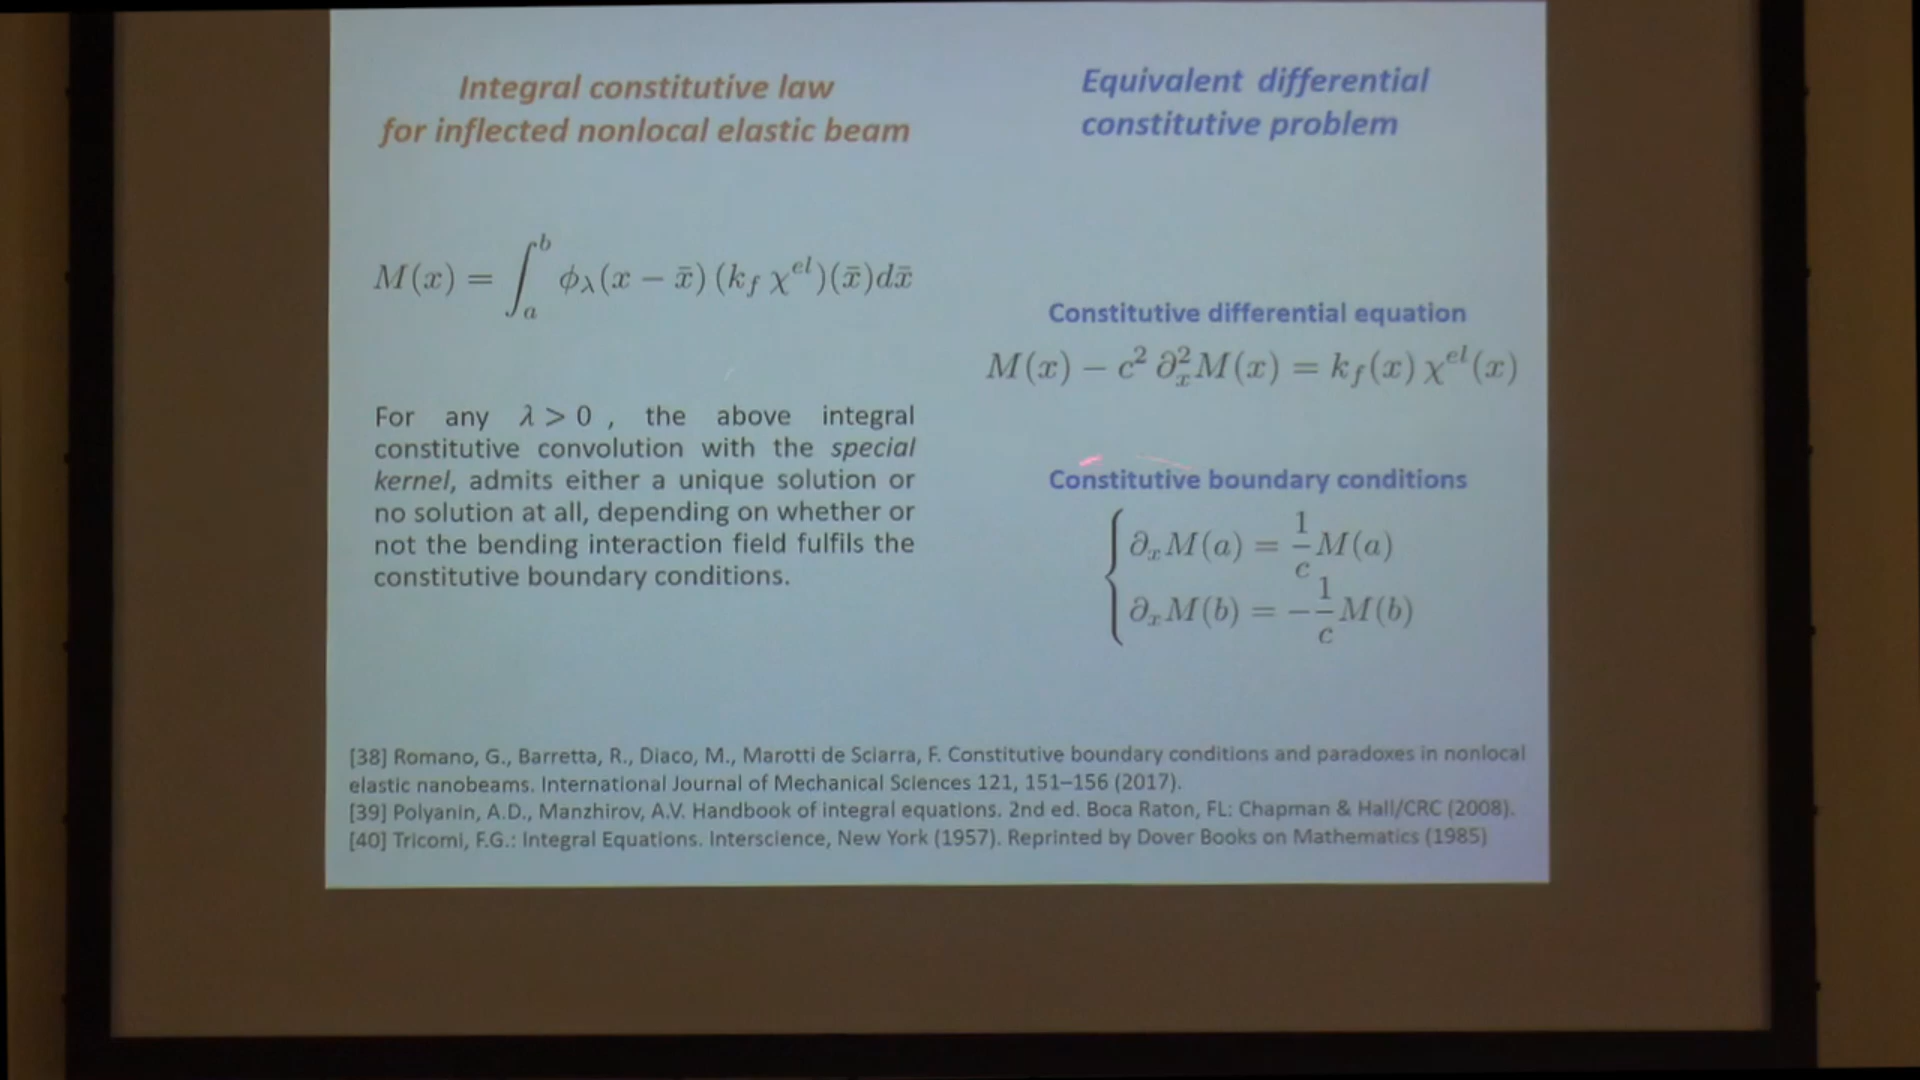 Integral constitutive law
for inflected nonlocal elastic beam
M(x) = ∫_a^b ϕ_λ(x − x̄) (k_f χ^{el})(x̄)dx̄
For any λ > 0 , the above integral
constitutive convolution with the special
kernel, admits either a unique solution or
no solution at all, depending on whether or
not the bending interaction field fulfils the
constitutive boundary conditions.
Equivalent differential
constitutive problem
Constitutive differential equation
M(x) − c² ∂²ₓM(x) = k_f(x) χ^{el}(x)
Constitutive boundary conditions
∂ₓM(a) = 1/c M(a)
∂ₓM(b) = −1/c M(b)
[38] Romano, G., Barretta, R., Diaco, M., Marotti de Sciarra, F. Constitutive boundary conditions and paradoxes in nonlocal
elastic nanobeams. International Journal of Mechanical Sciences 121, 151–156 (2017).
[39] Polyanin, A.D., Manzhirov, A.V. Handbook of integral equations. 2nd ed. Boca Raton, FL: Chapman & Hall/CRC (2008).
[40] Tricomi, F.G.: Integral Equations. Interscience, New York (1957). Reprinted by Dover Books on Mathematics (1985)